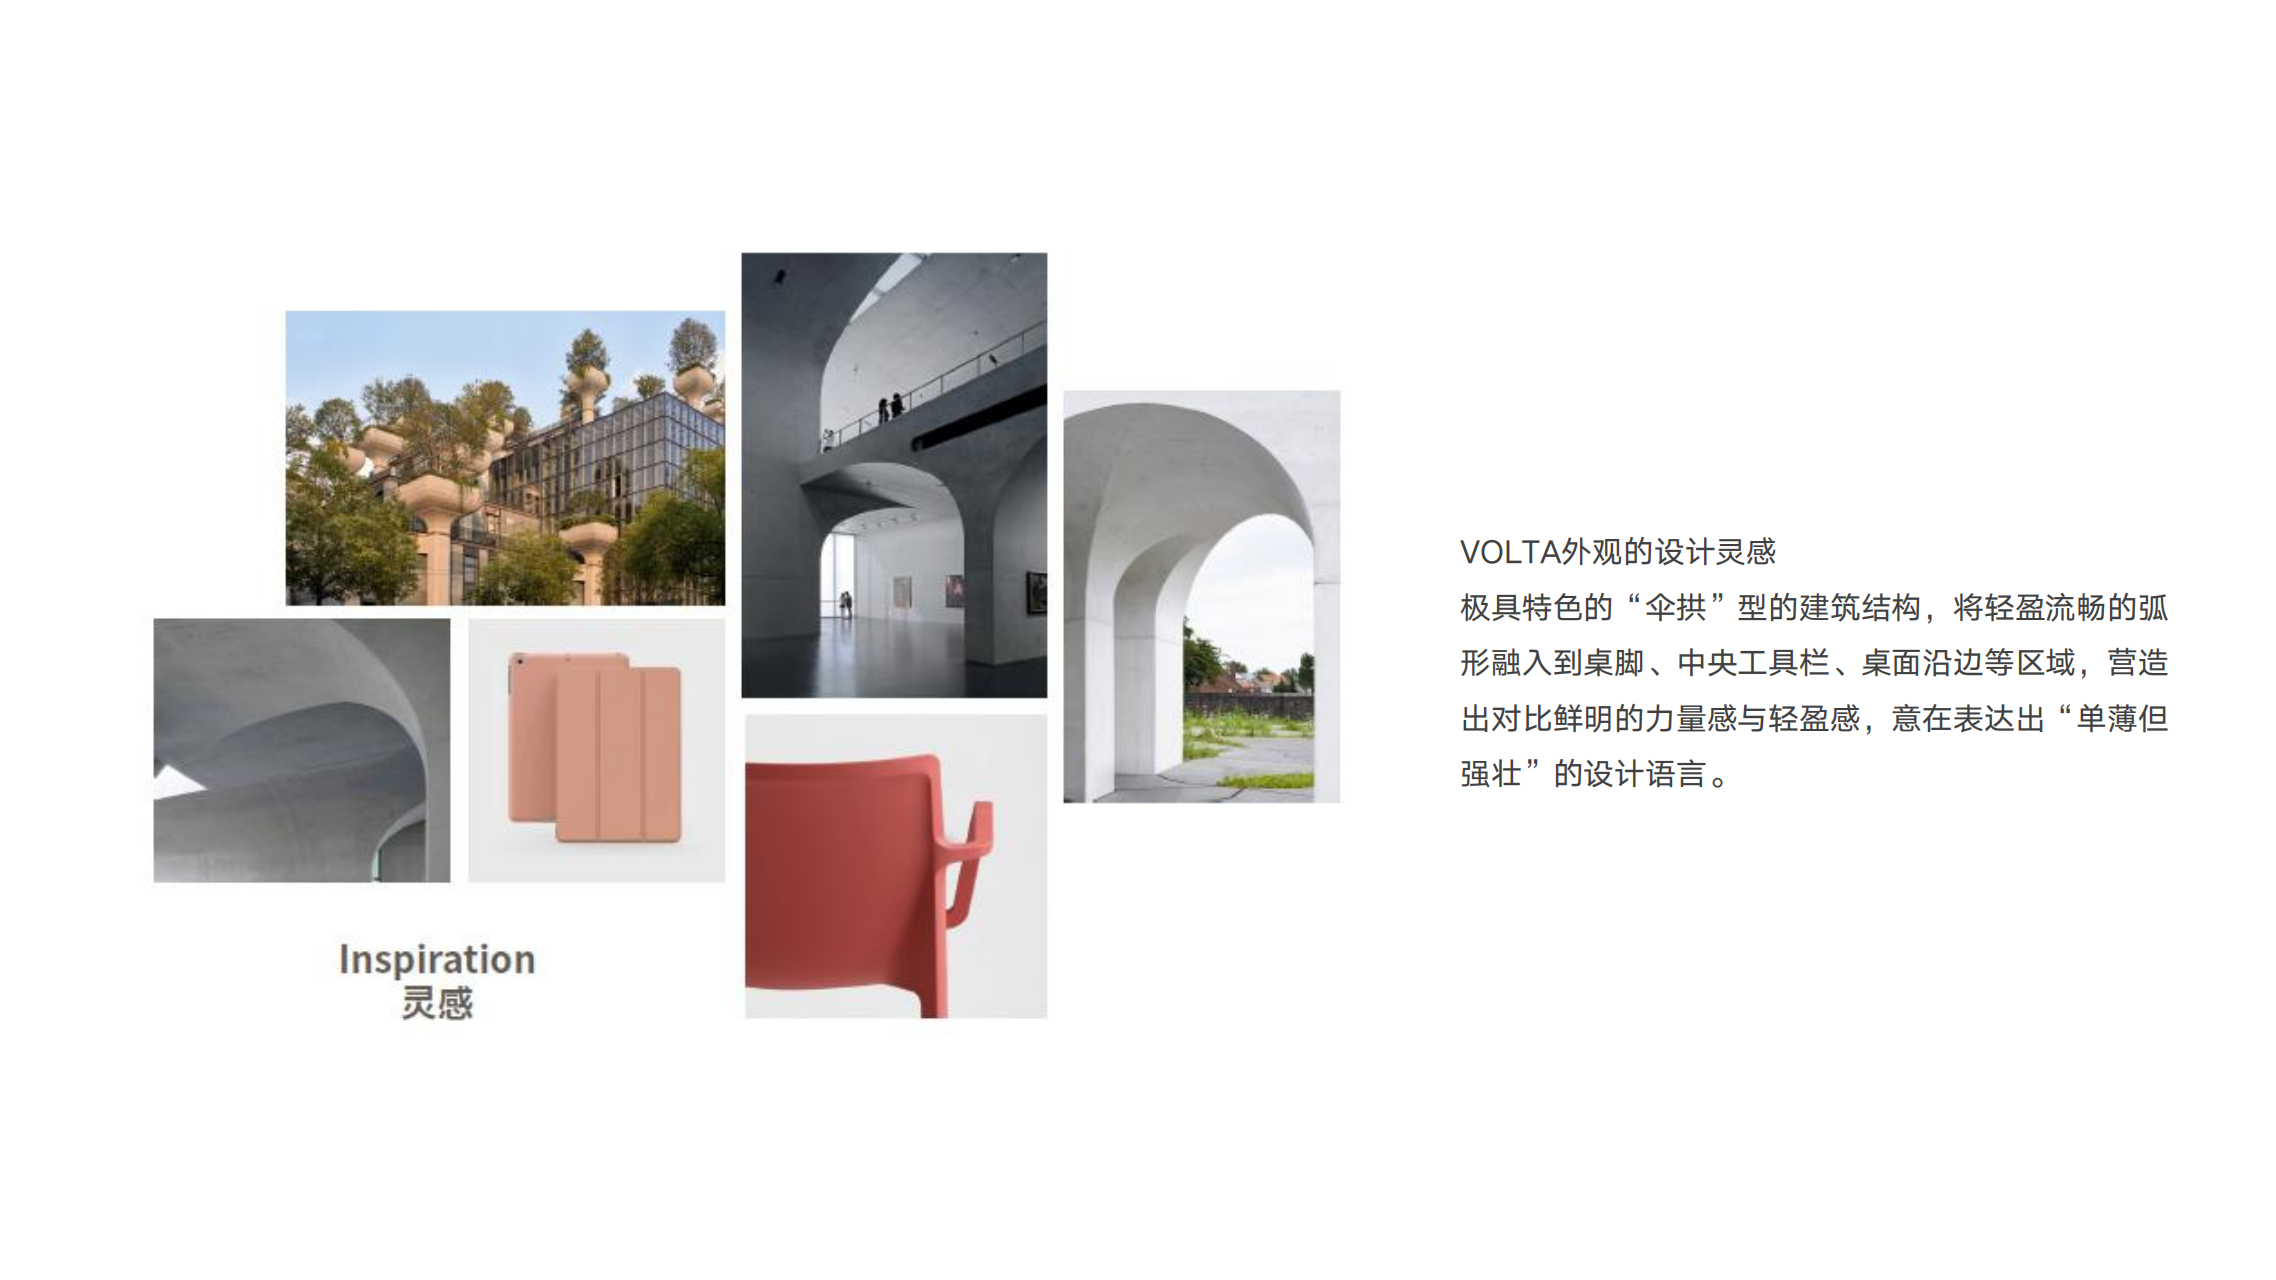 Inspiration
灵感
VOLTA外观的设计灵感
极具特色的“伞拱”型的建筑结构，将轻盈流畅的弧
形融入到桌脚、中央工具栏、桌面沿边等区域，营造
出对比鲜明的力量感与轻盈感，意在表达出“单薄但
强壮”的设计语言。